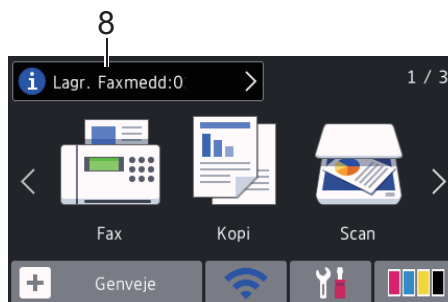 8
Lagr. Faxmedd:0
1 / 3
Fax
Kopi
Scan
Genveje